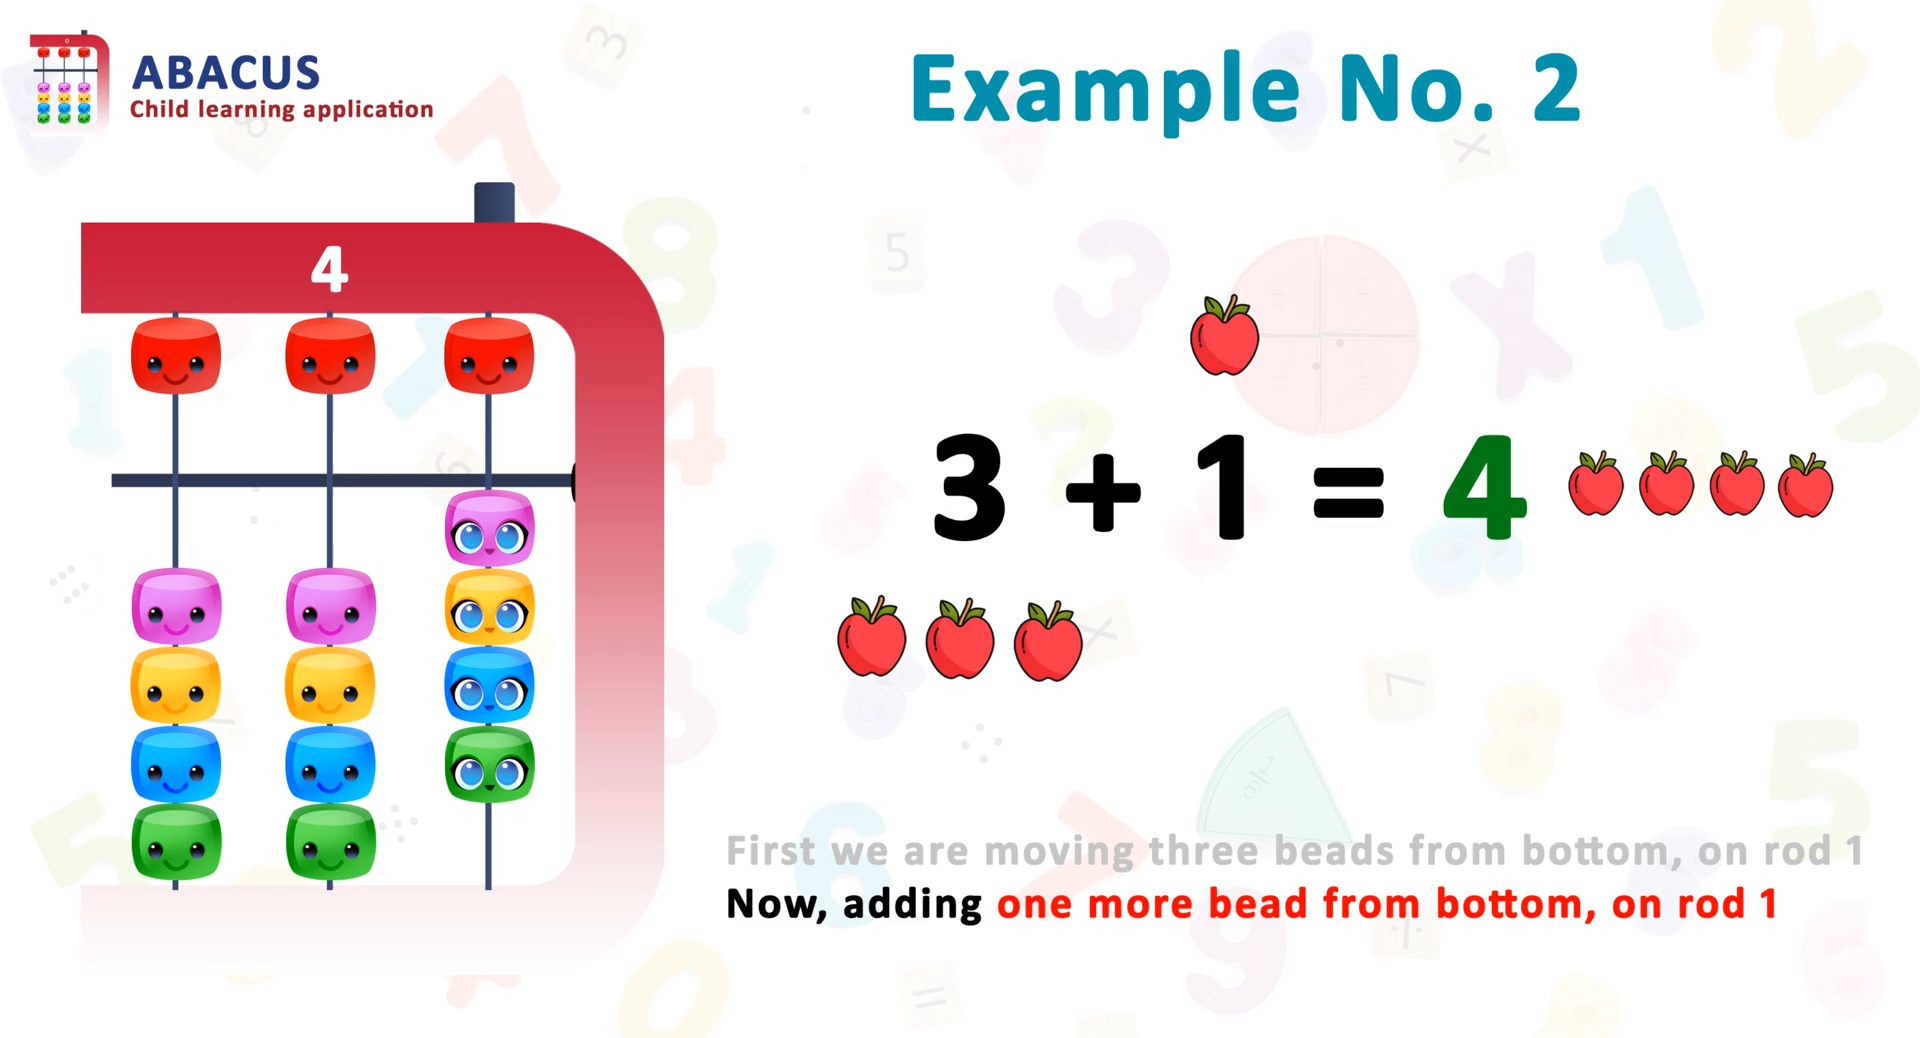 ABACUS
Child learning application
Example No. 2
4
3 + 1 = 4
First we are moving three beads from bottom, on rod 1
Now, adding one more bead from bottom, on rod 1